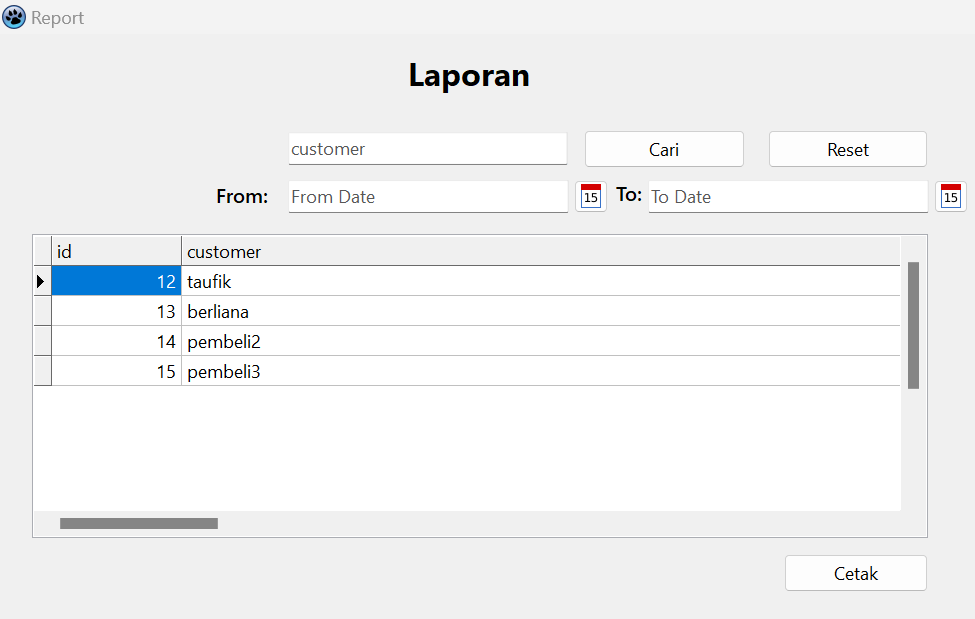 Report
Laporan
customer Cari Reset
From: From Date 15 To: To Date 15
id customer
12 taufik
13 berliana
14 pembeli2
15 pembeli3
Cetak